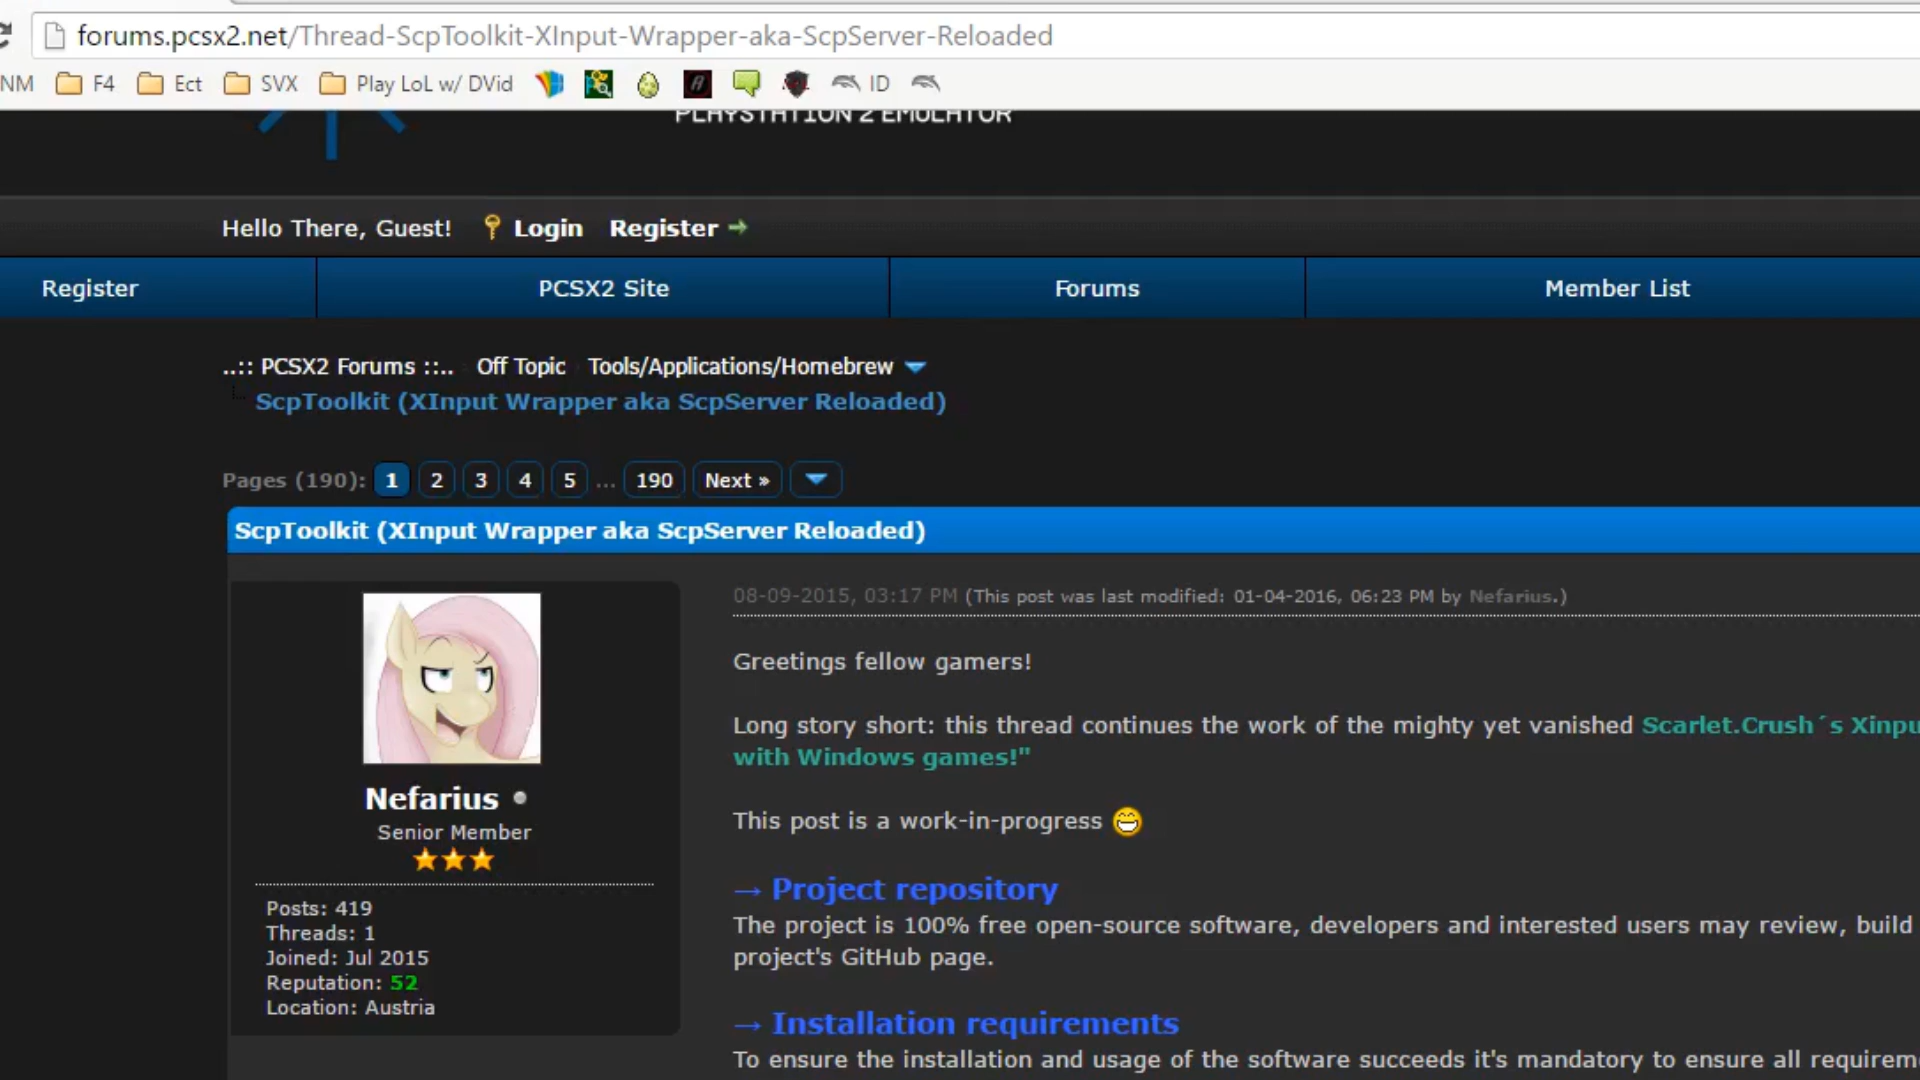 forums.pcsx2.net/Thread-ScpToolkit-XInput-Wrapper-aka-ScpServer-Reloaded
NM F4 Ect SVX Play LoL w/ DVid ID
PLAYSTATION 2 EMULATOR
Hello There, Guest! Login Register
Register PCSX2 Site Forums Member List
..:: PCSX2 Forums ::.. Off Topic Tools/Applications/Homebrew
ScpToolkit (XInput Wrapper aka ScpServer Reloaded)
Pages (190): 1 2 3 4 5 ... 190 Next »
ScpToolkit (XInput Wrapper aka ScpServer Reloaded)
08-09-2015, 03:17 PM (This post was last modified: 01-04-2016, 06:23 PM by Nefarius.)
Greetings fellow gamers!
Long story short: this thread continues the work of the mighty yet vanished Scarlet.Crush´s Xinpu
with Windows games!"
This post is a work-in-progress
Nefarius
Senior Member
Posts: 419
Threads: 1
Joined: Jul 2015
Reputation: 52
Location: Austria
→ Project repository
The project is 100% free open-source software, developers and interested users may review, build
project's GitHub page.
→ Installation requirements
To ensure the installation and usage of the software succeeds it's mandatory to ensure all requirem